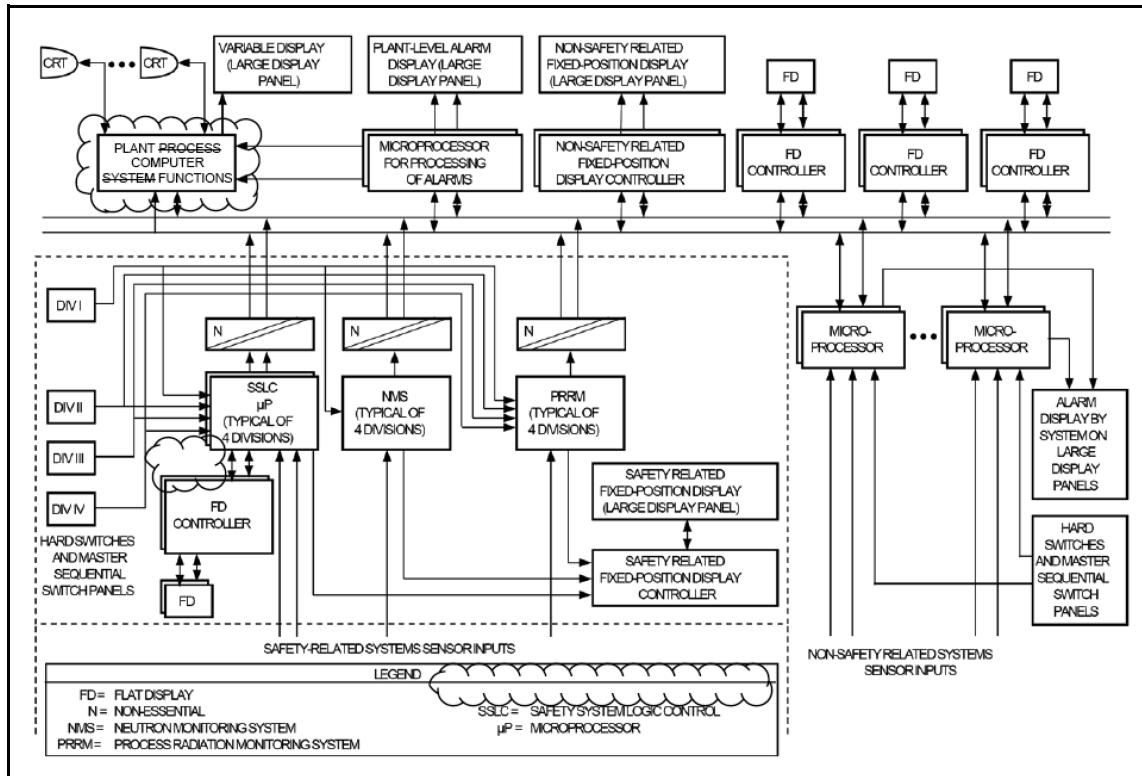 CRT
CRT
VARIABLE DISPLAY
(LARGE DISPLAY
PANEL)
PLANT-LEVEL ALARM
DISPLAY (LARGE
DISPLAY PANEL)
NON-SAFETY RELATED
FIXED-POSITION DISPLAY
(LARGE DISPLAY PANEL)
FD
FD
FD
PLANT PROCESS
COMPUTER
SYSTEM FUNCTIONS
MICROPROCESSOR
FOR PROCESSING
OF ALARMS
NON-SAFETY RELATED
FIXED-POSITION
DISPLAY CONTROLLER
FD
CONTROLLER
FD
CONTROLLER
FD
CONTROLLER
DIV I
DIV II
DIV III
DIV IV
HARD SWITCHES
AND MASTER
SEQUENTIAL
SWITCH PANELS
N
N
N
SSLC
µP
(TYPICAL OF
4 DIVISIONS)
NMS
(TYPICAL OF
4 DIVISIONS)
PRRM
(TYPICAL OF
4 DIVISIONS)
FD
CONTROLLER
FD
SAFETY RELATED
FIXED-POSITION DISPLAY
(LARGE DISPLAY PANEL)
SAFETY RELATED
FIXED-POSITION DISPLAY
CONTROLLER
MICRO-
PROCESSOR
MICRO-
PROCESSOR
ALARM
DISPLAY BY
SYSTEM ON
LARGE
DISPLAY
PANELS
HARD
SWITCHES
AND MASTER
SEQUENTIAL
SWITCH
PANELS
SAFETY-RELATED SYSTEMS SENSOR INPUTS
NON-SAFETY RELATED SYSTEMS
SENSOR INPUTS
LEGEND
FD = FLAT DISPLAY
N = NON-ESSENTIAL
NMS = NEUTRON MONITORING SYSTEM
PRRM = PROCESS RADIATION MONITORING SYSTEM
SSLC = SAFETY SYSTEM LOGIC CONTROL
µP = MICROPROCESSOR